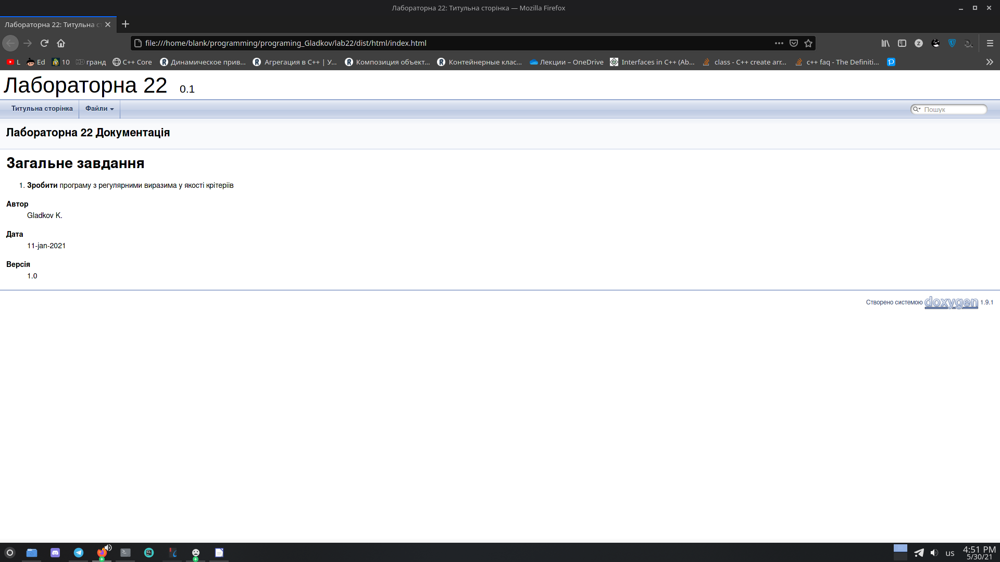 Лабораторна 22: Титульна сторінка — Mozilla Firefox
Лабораторна 22: Титульна ст
file:///home/blank/programming/programing_Gladkov/lab22/dist/html/index.html
L Ed 10 HD гранд C++ Core Динамическое прив... Агрегация в C++ | У... Композиция объект... Контейнерные клас... Лекции – OneDrive Interfaces in C++ (Ab... class - C++ create arr... c++ faq - The Definiti...
Лабораторна 22 0.1
Титульна сторінка Файли Пошук
Лабораторна 22 Документація
Загальне завдання
1. Зробити програму з регулярними виразима у якості крітеріів
Автор
Gladkov K.
Дата
11-jan-2021
Версія
1.0
Створено системою doxygen 1.9.1
us 4:51 PM
5/30/21